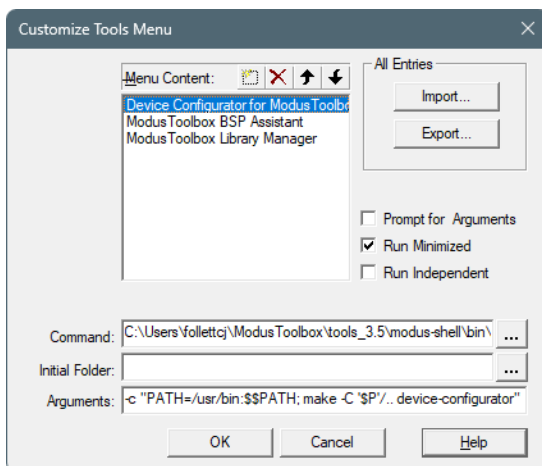 Customize Tools Menu
Menu Content:
All Entries
Device Configurator for ModusToolbo
ModusToolbox BSP Assistant
ModusToolbox Library Manager
Import...
Export...
Prompt for Arguments
Run Minimized
Run Independent
Command: C:\Users\follettcj\ModusToolbox\tools_3.5\modus-shell\bin\ ...
Initial Folder: ...
Arguments: -c "PATH=/usr/bin:$$PATH; make -C '$P'/.. device-configurator"
OK Cancel Help